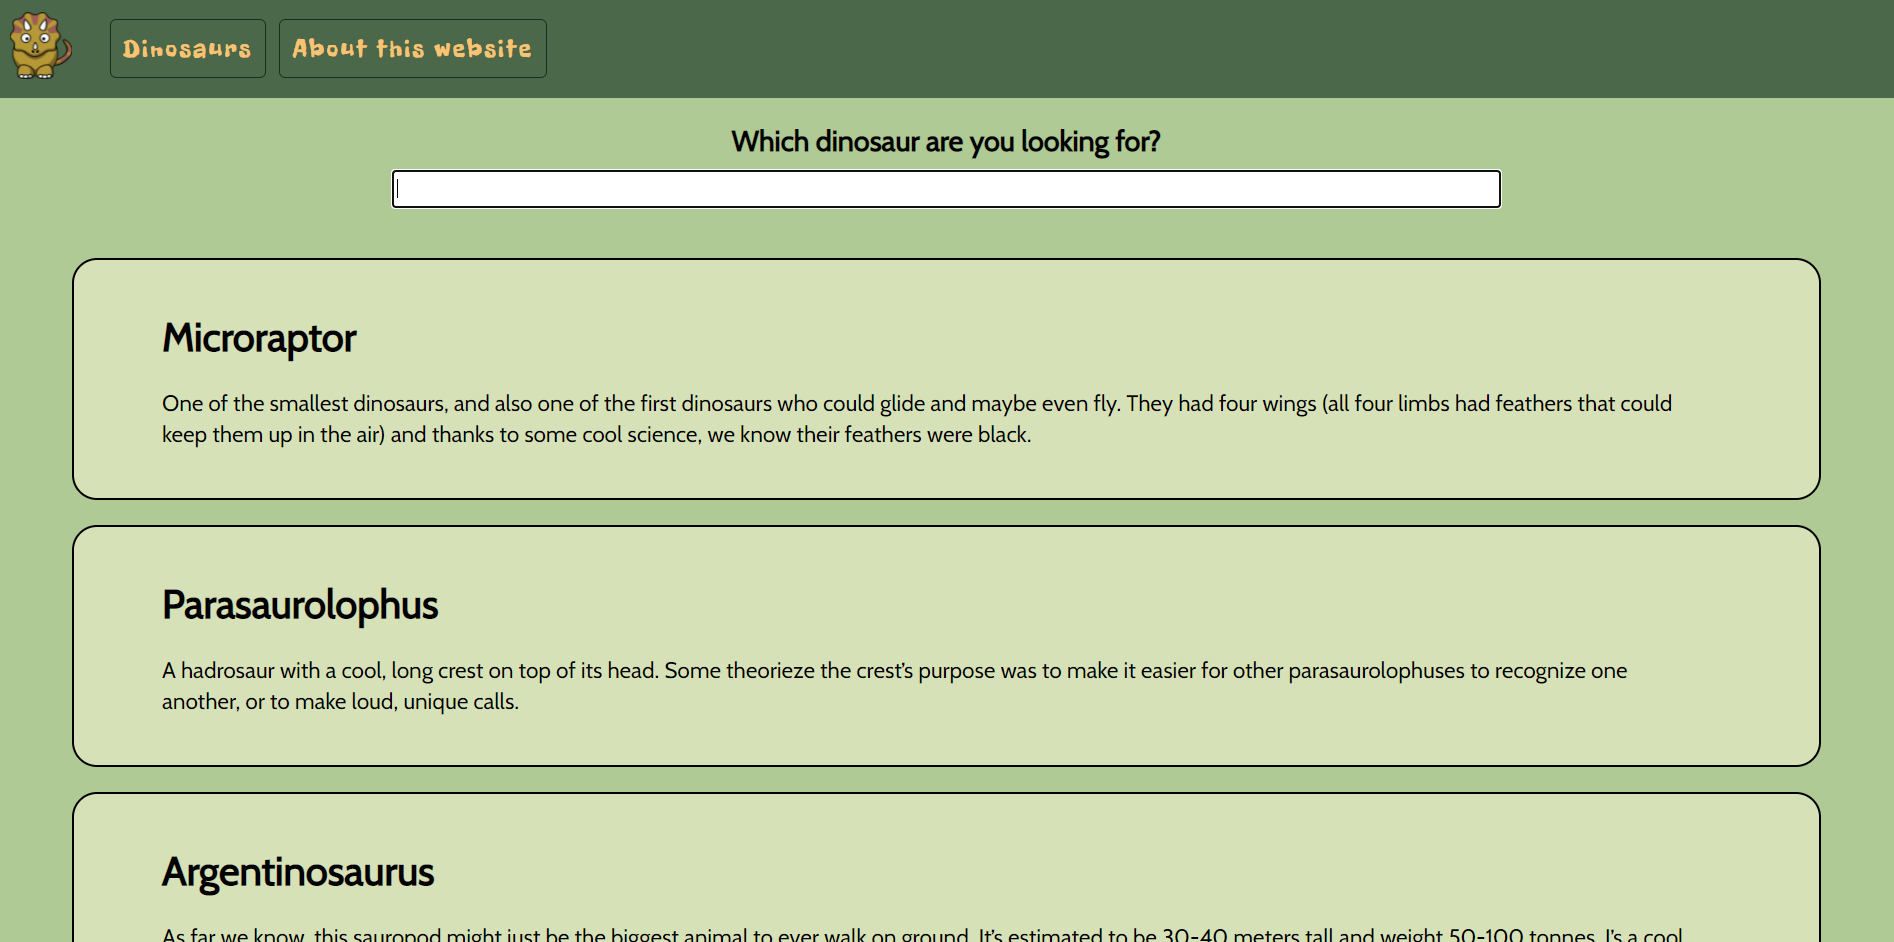 Dinosaurs
About this website
Which dinosaur are you looking for?
Microraptor
One of the smallest dinosaurs, and also one of the first dinosaurs who could glide and maybe even fly. They had four wings (all four limbs had feathers that could
keep them up in the air) and thanks to some cool science, we know their feathers were black.
Parasaurolophus
A hadrosaur with a cool, long crest on top of its head. Some theorieze the crest's purpose was to make it easier for other parasaurolophuses to recognize one
another, or to make loud, unique calls.
Argentinosaurus
As far we know, this sauropod might just be the biggest animal to ever walk on ground. It's estimated to be 30-40 meters tall and weight 50-100 tonnes. I's a cool